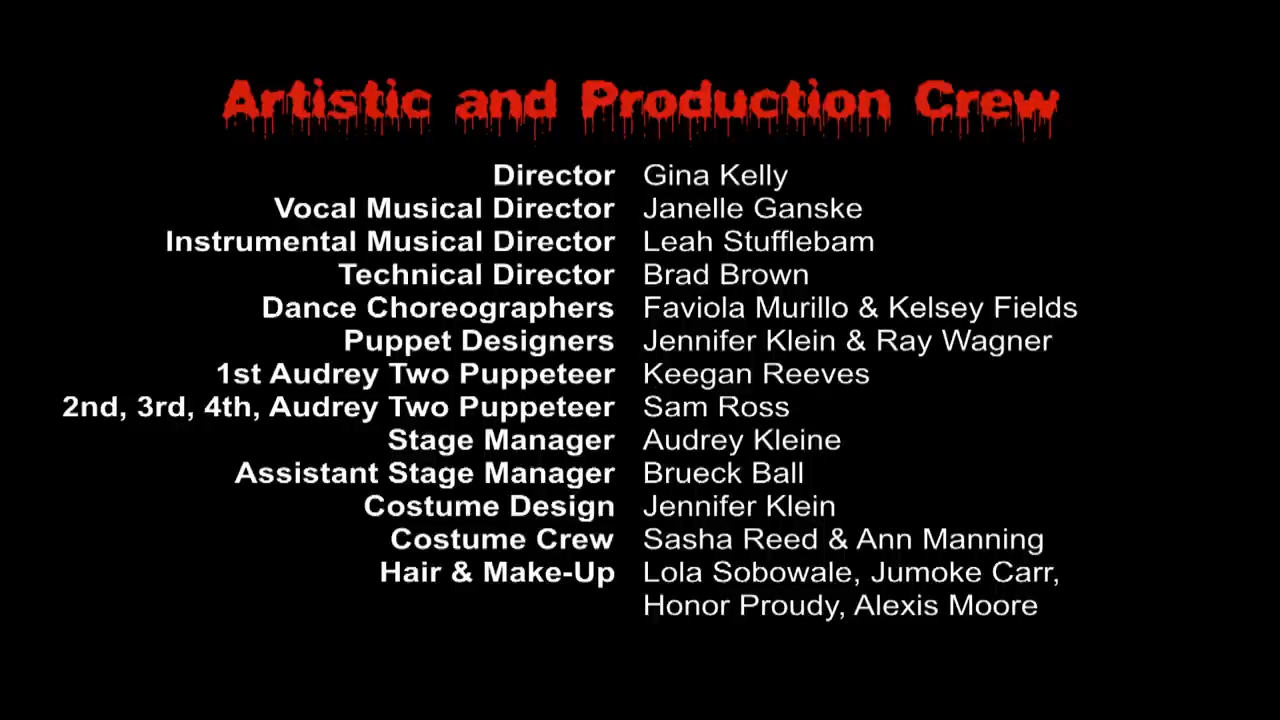 Artistic and Production Crew
Director Gina Kelly
Vocal Musical Director Janelle Ganske
Instrumental Musical Director Leah Stufflebam
Technical Director Brad Brown
Dance Choreographers Faviola Murillo & Kelsey Fields
Puppet Designers Jennifer Klein & Ray Wagner
1st Audrey Two Puppeteer Keegan Reeves
2nd, 3rd, 4th, Audrey Two Puppeteer Sam Ross
Stage Manager Audrey Kleine
Assistant Stage Manager Brueck Ball
Costume Design Jennifer Klein
Costume Crew Sasha Reed & Ann Manning
Hair & Make-Up Lola Sobowale, Jumoke Carr,
Honor Proudy, Alexis Moore